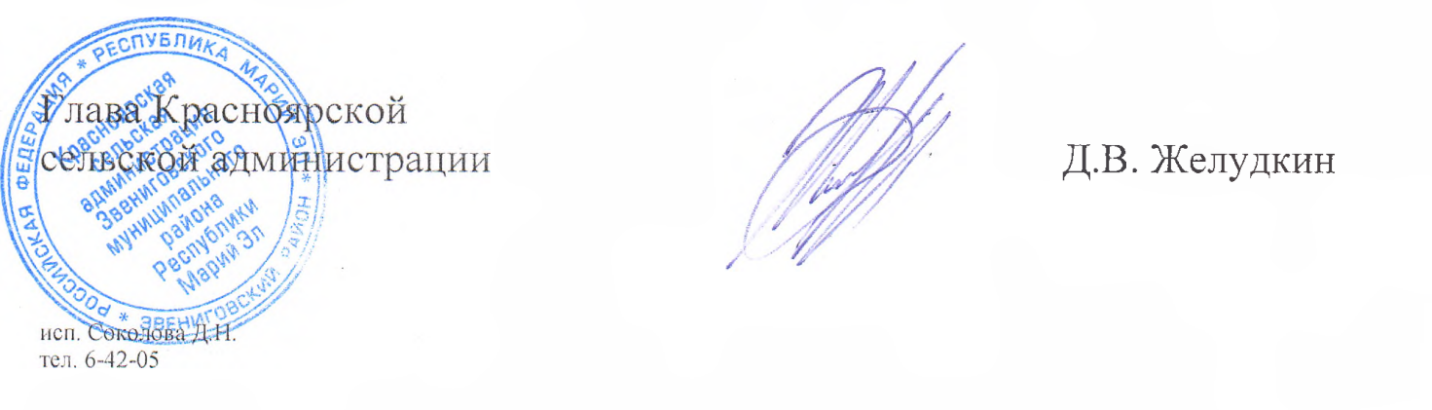 Глава Красноярской
сельской администрации
Д.В. Желудкин
РОССИЙСКАЯ ФЕДЕРАЦИЯ * РЕСПУБЛИКА МАРИЙ ЭЛ * ЗВЕНИГОВСКИЙ РАЙОН *
Красноярская
сельская
администрация
Звениговского
муниципального
района
Республики
Марий Эл
исп. Соколова Д.Н.
тел. 6-42-05